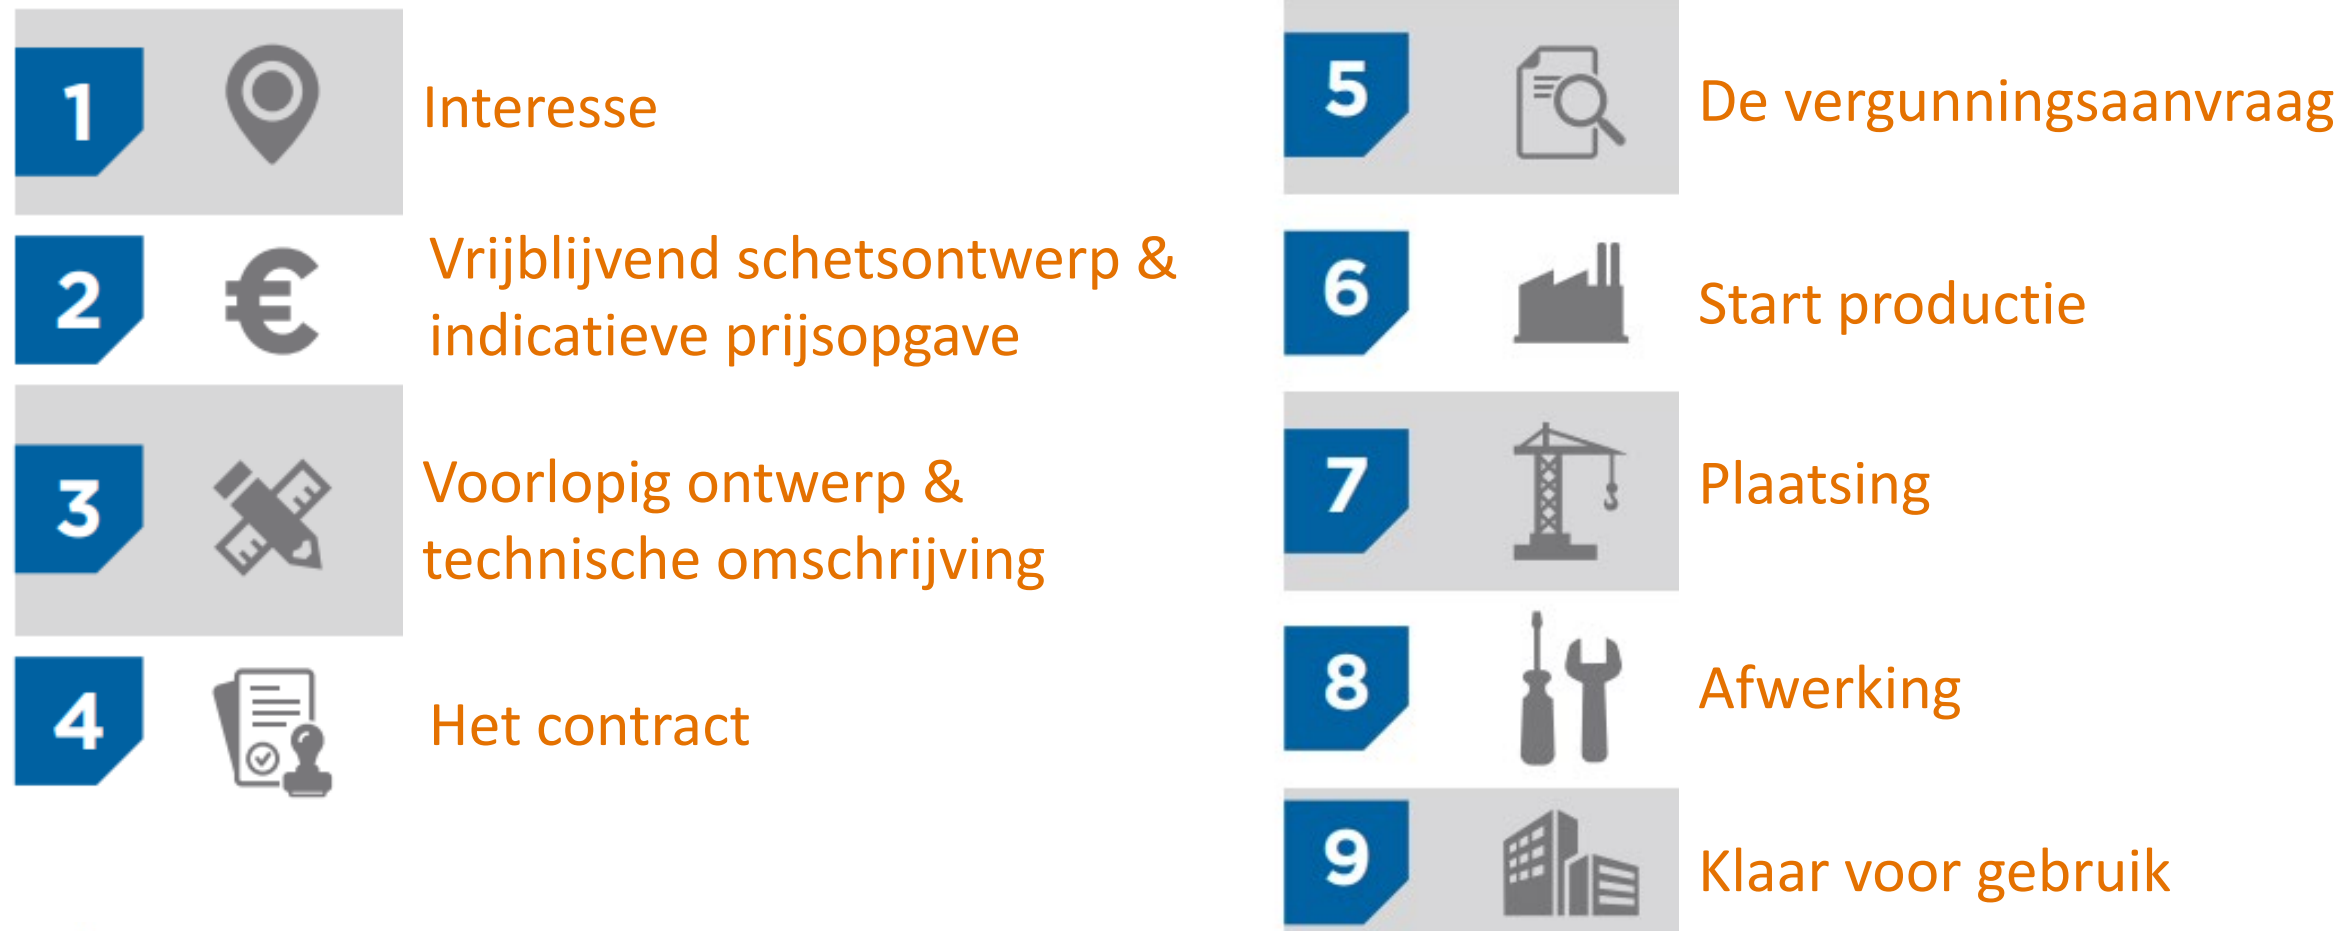 1
Interesse
2
Vrijblijvend schetsontwerp &
indicatieve prijsopgave
3
Voorlopig ontwerp &
technische omschrijving
4
Het contract
5
De vergunningsaanvraag
6
Start productie
7
Plaatsing
8
Afwerking
9
Klaar voor gebruik